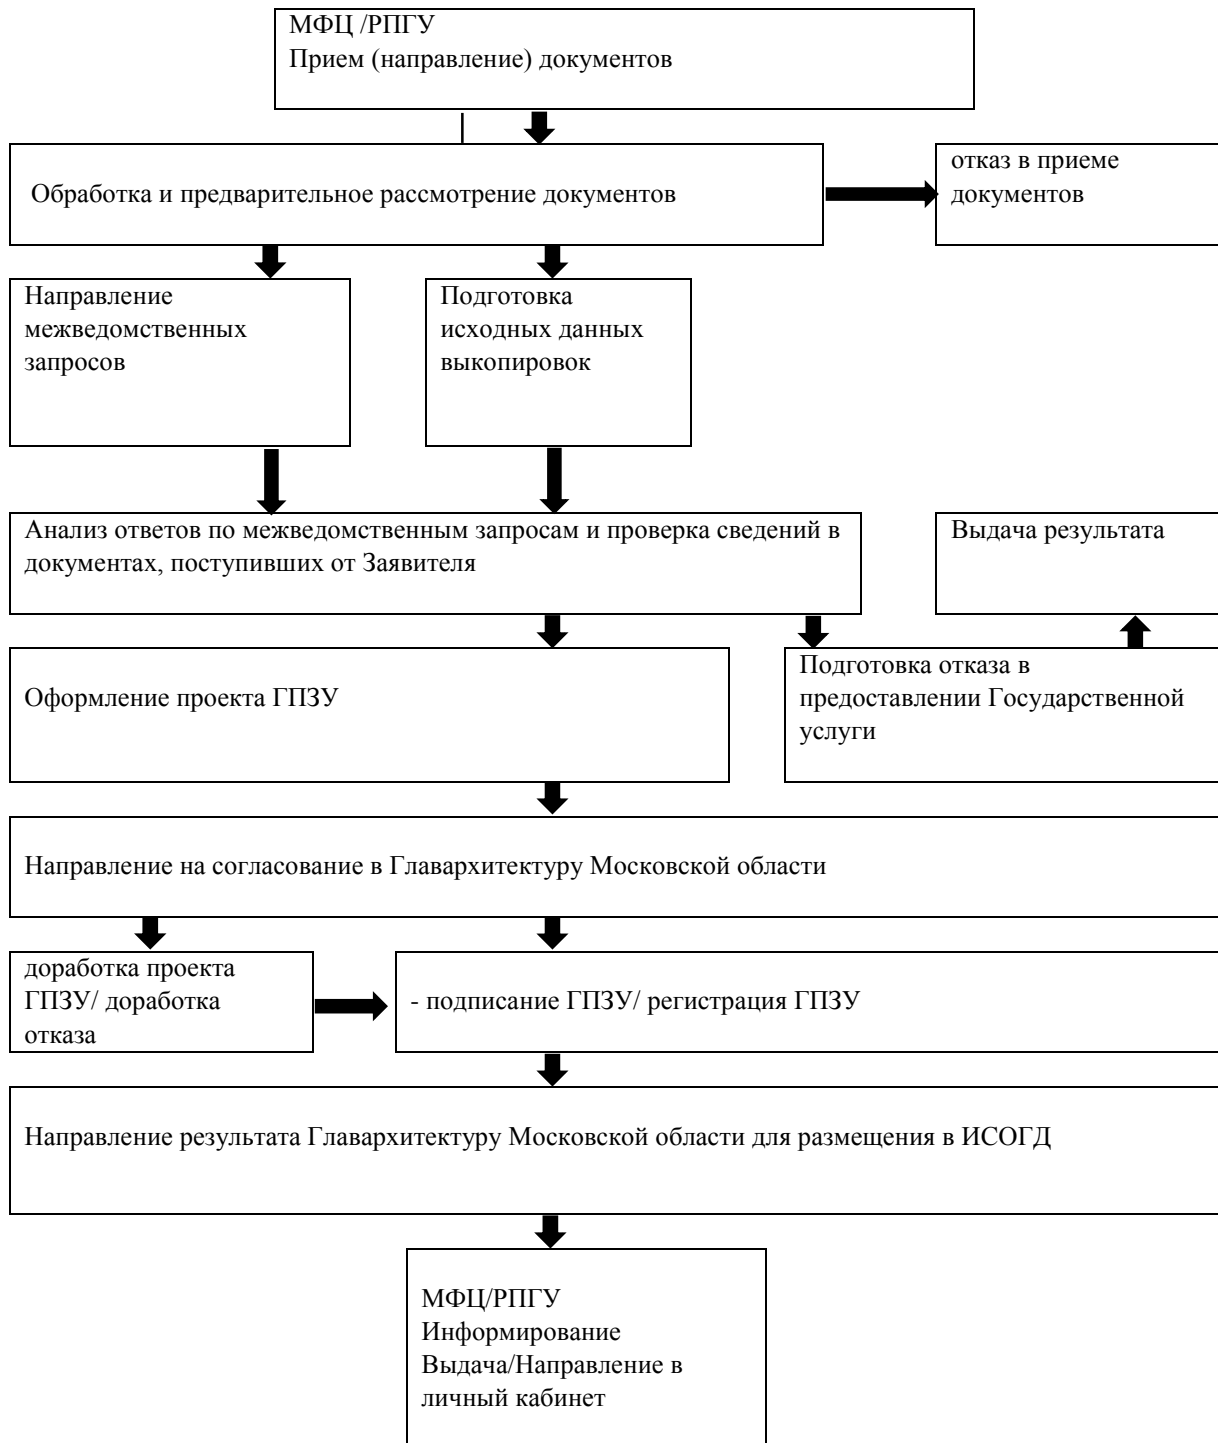 МФЦ /РПГУ
Прием (направление) документов
Обработка и предварительное рассмотрение документов
отказ в приеме
документов
Направление
межведомственных
запросов
Подготовка
исходных данных
выкопировок
Анализ ответов по межведомственным запросам и проверка сведений в
документах, поступивших от Заявителя
Выдача результата
Оформление проекта ГПЗУ
Подготовка отказа в
предоставлении Государственной
услуги
Направление на согласование в Главархитектуру Московской области
доработка проекта
ГПЗУ/ доработка
отказа
- подписание ГПЗУ/ регистрация ГПЗУ
Направление результата Главархитектуру Московской области для размещения в ИСОГД
МФЦ/РПГУ
Информирование
Выдача/Направление в
личный кабинет